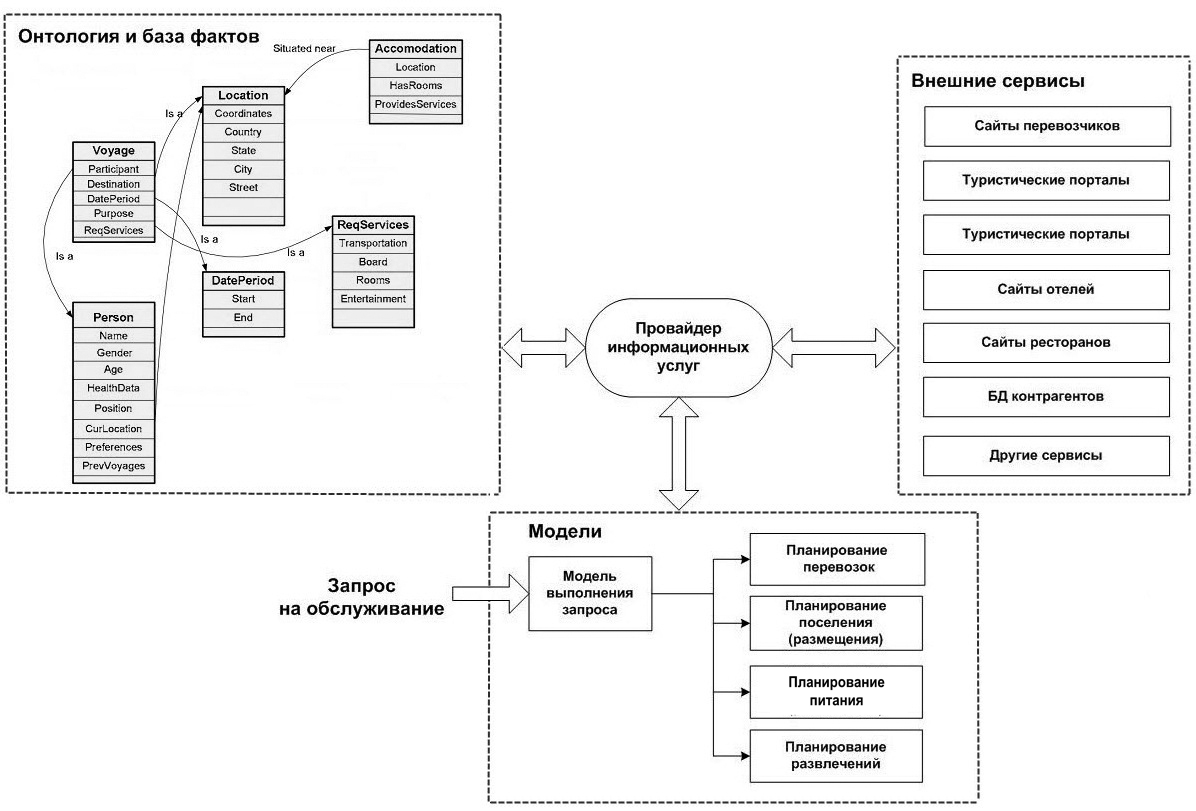 Онтология и база фактов
Situated near
Accomodation
Location
HasRooms
ProvidesServices
Is a
Location
Coordinates
Country
State
City
Street
Voyage
Participant
Destination
DatePeriod
Purpose
ReqServices
Is a
Is a
Is a
ReqServices
Transportation
Board
Rooms
Entertainment
DatePeriod
Start
End
Person
Name
Gender
Age
HealthData
Position
CurLocation
Preferences
PrevVoyages
Провайдер
информационных
услуг
Внешние сервисы
Сайты перевозчиков
Туристические порталы
Туристические порталы
Сайты отелей
Сайты ресторанов
БД контрагентов
Другие сервисы
Модели
Запрос
на обслуживание
Модель
выполнения
запроса
Планирование
перевозок
Планирование
поселения
(размещения)
Планирование
питания
Планирование
развлечений